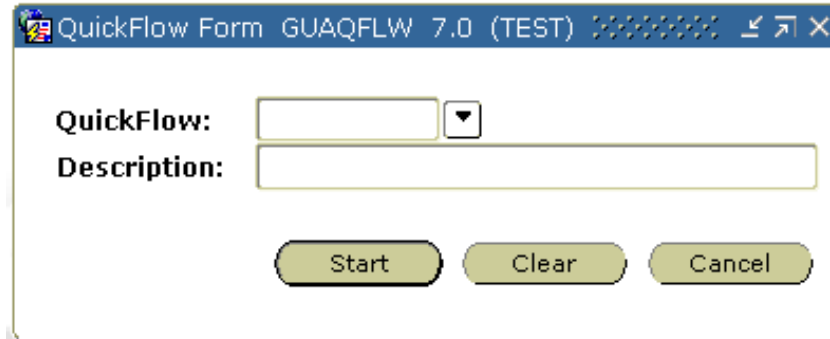 QuickFlow Form GUAQFLW 7.0 (TEST)
QuickFlow:
Description:
Start Clear Cancel